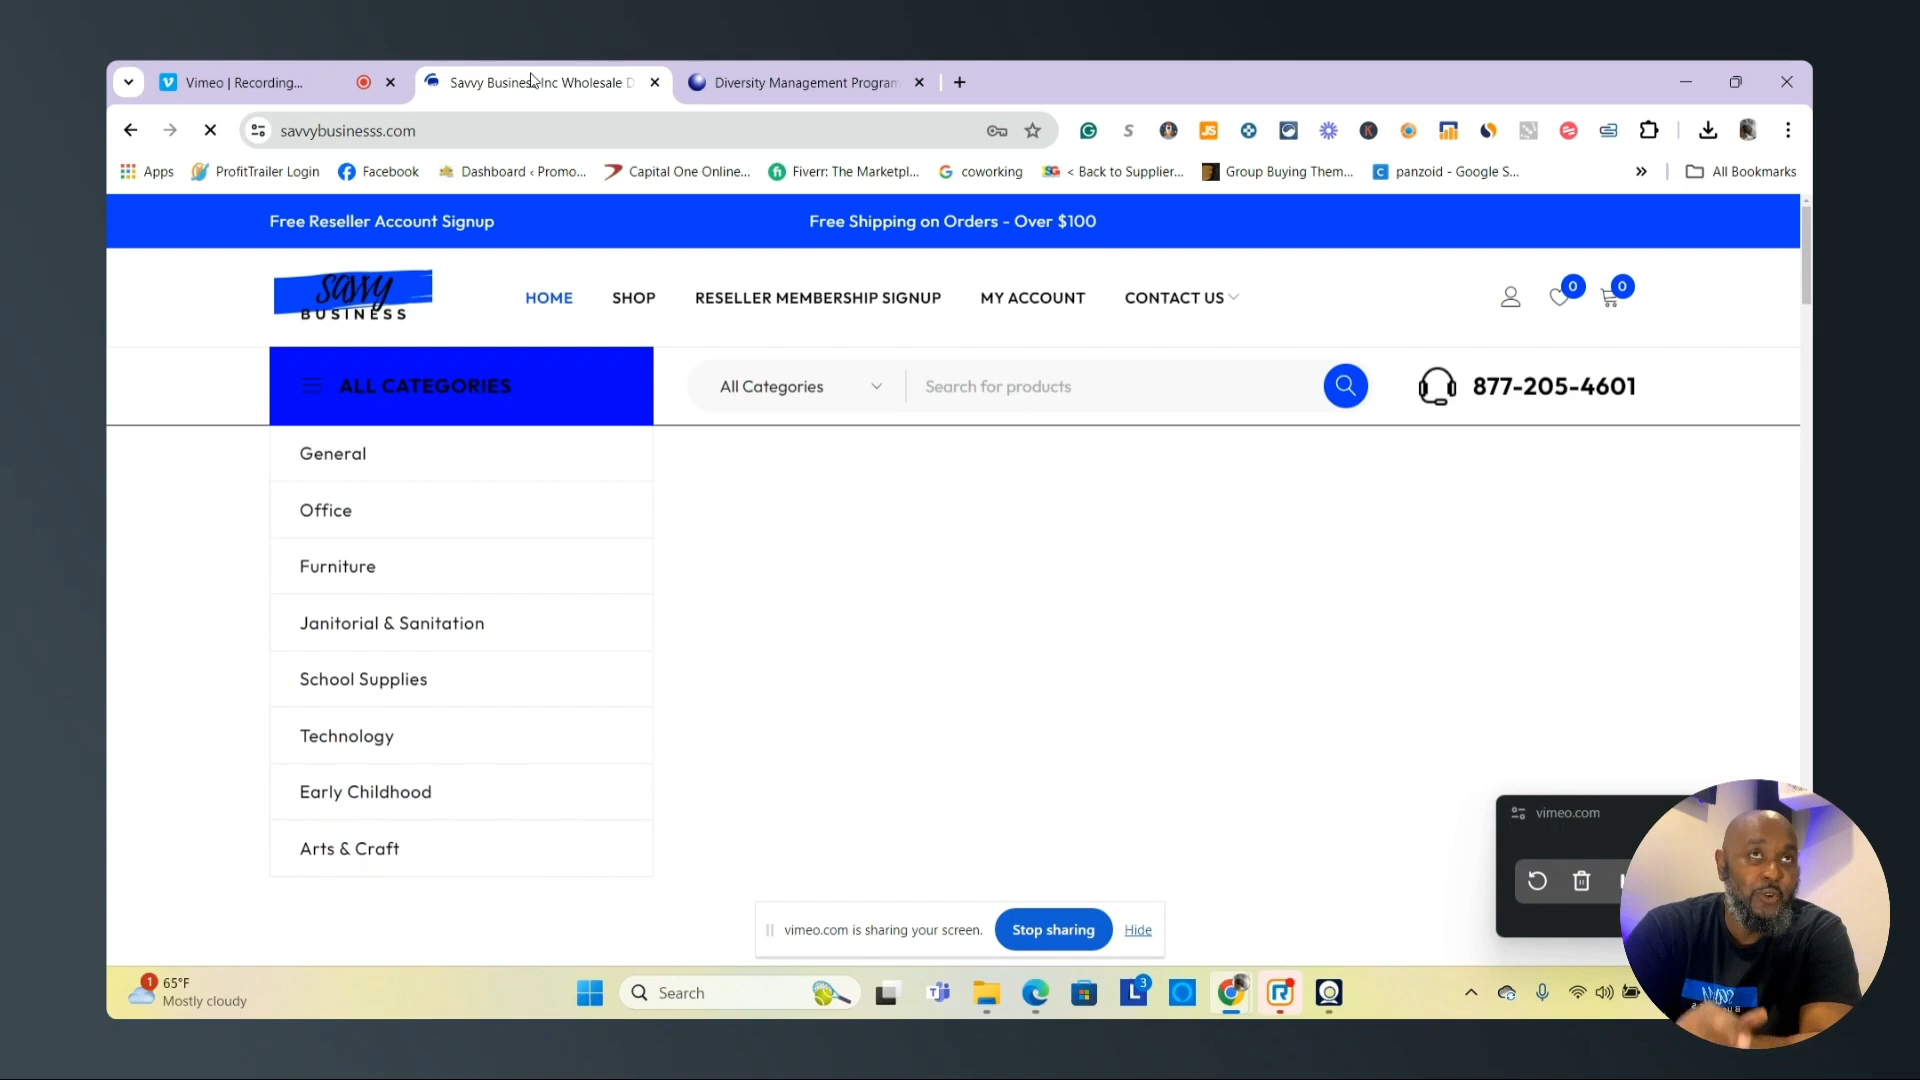 Vimeo | Recording...
Savvy Business Inc Wholesale D
Diversity Management Program
savvybusinesss.com
Apps
ProfitTrailer Login
Facebook
Dashboard ‹ Promo...
Capital One Online...
Fiverr: The Marketpl...
coworking
< Back to Supplier...
Group Buying Them...
panzoid - Google S...
»
All Bookmarks
Free Reseller Account Signup
Free Shipping on Orders - Over $100
savvy
BUSINESS
HOME
SHOP
RESELLER MEMBERSHIP SIGNUP
MY ACCOUNT
CONTACT US
0
0
ALL CATEGORIES
All Categories
Search for products
877-205-4601
General
Office
Furniture
Janitorial & Sanitation
School Supplies
Technology
Early Childhood
Arts & Craft
vimeo.com
vimeo.com is sharing your screen.
Stop sharing
Hide
1
65°F
Mostly cloudy
Search
3